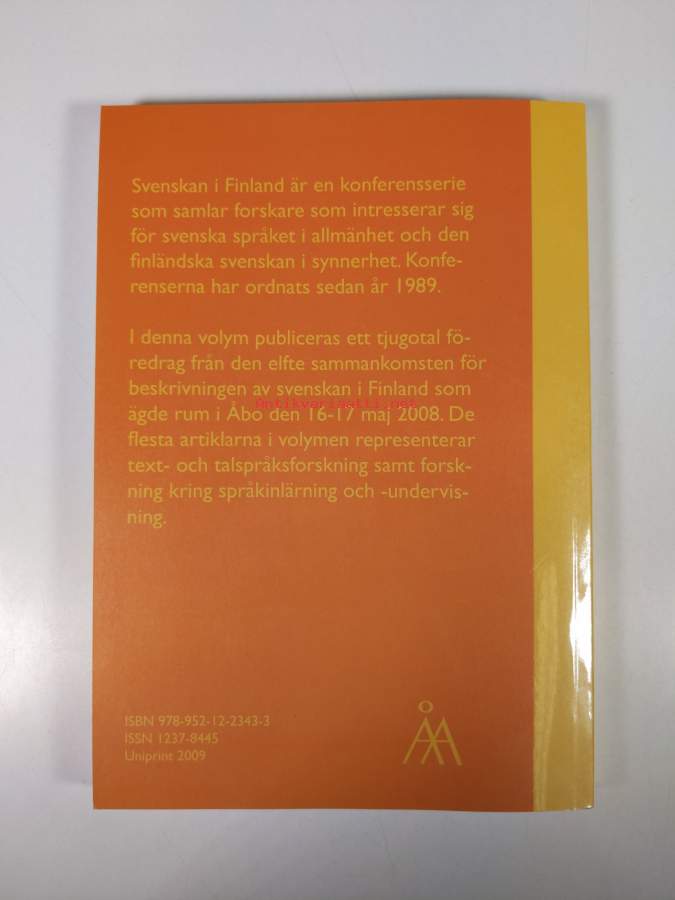 Svenskan i Finland är en konferensserie
som samlar forskare som intresserar sig
för svenska språket i allmänhet och den
finländska svenskan i synnerhet. Konfe-
renserna har ordnats sedan år 1989.
I denna volym publiceras ett tjugotal fö-
redrag från den elfte sammankomsten för
beskrivningen av svenskan i Finland som
Antikvariaatti.net
ägde rum i Åbo den 16-17 maj 2008. De
flesta artiklarna i volymen representerar
text- och talspråksforskning samt forsk-
ning kring språkinlärning och -undervis-
ning.
ISBN 978-952-12-2343-3
ISSN 1237-8445
Uniprint 2009
ÅA